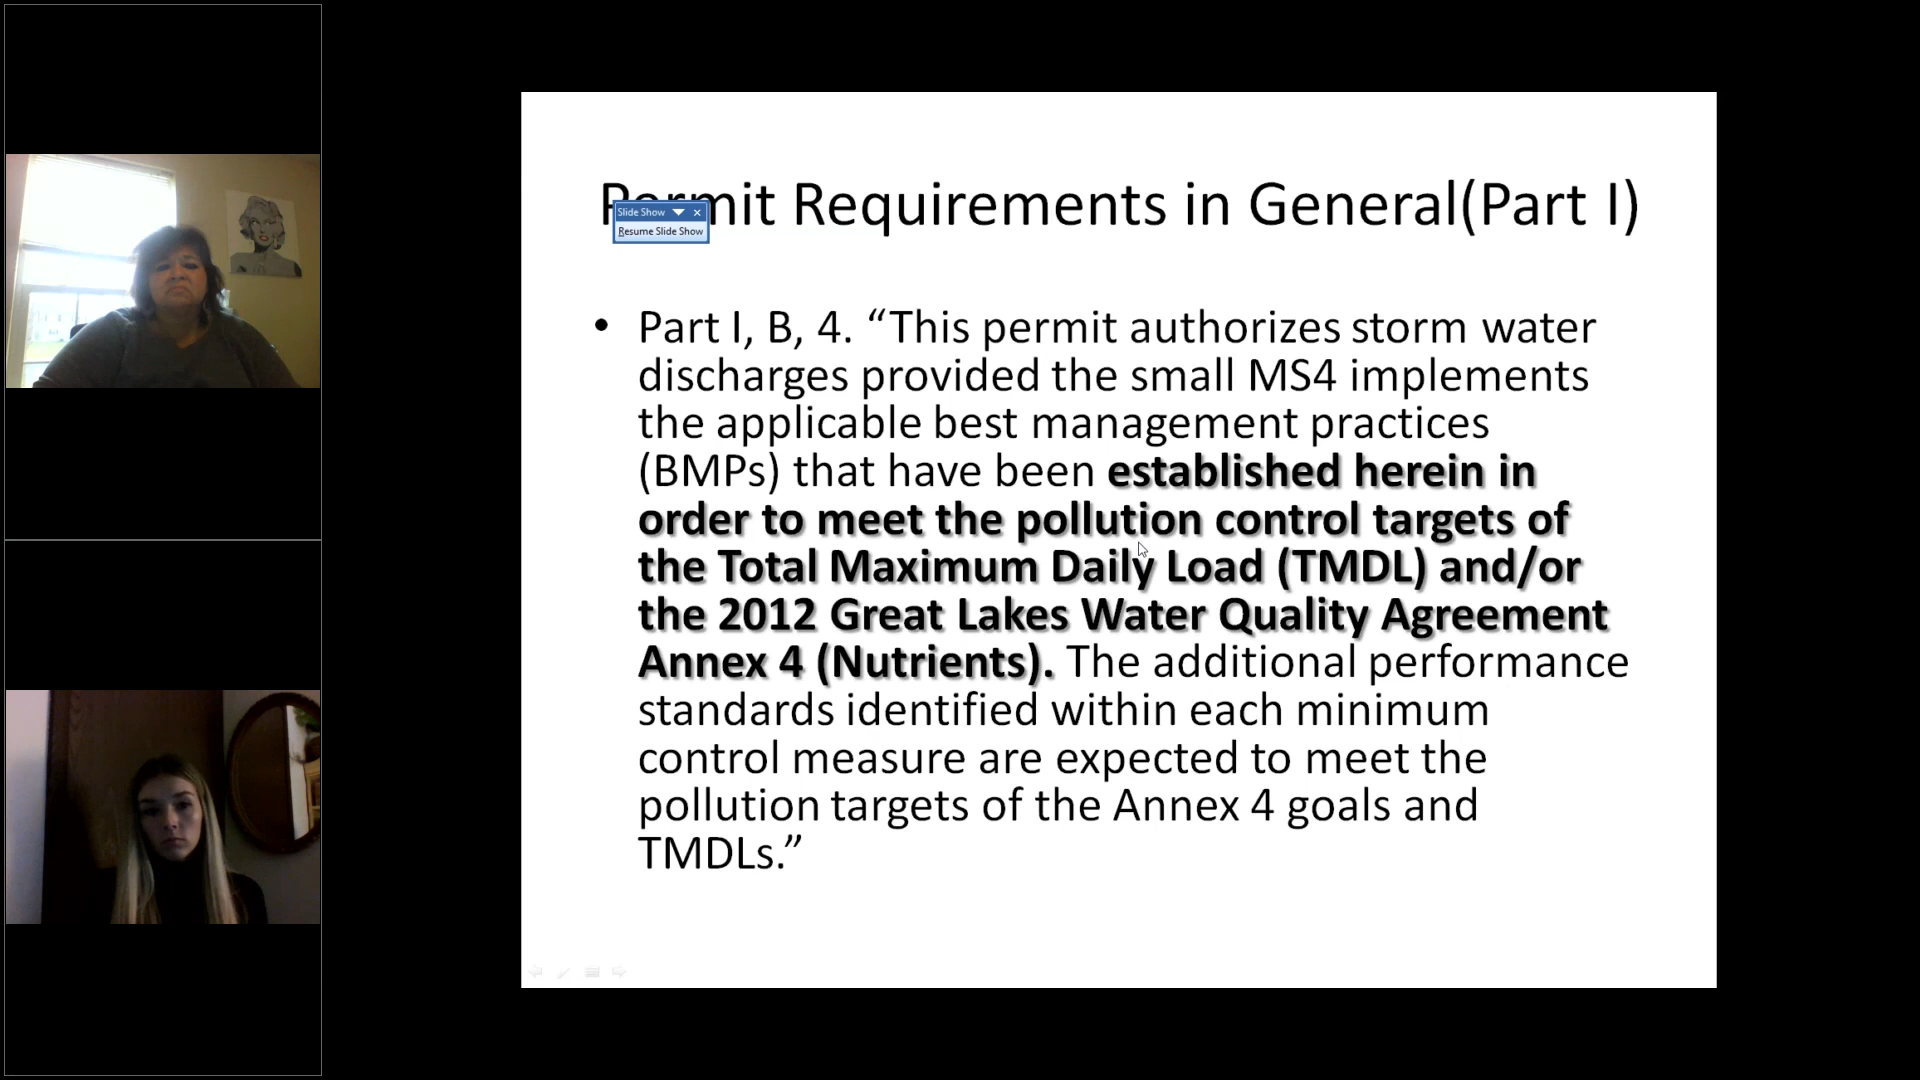 Permit Requirements in General(Part I)
Slide Show
Resume Slide Show
• Part I, B, 4. “This permit authorizes storm water
discharges provided the small MS4 implements
the applicable best management practices
(BMPs) that have been established herein in
order to meet the pollution control targets of
the Total Maximum Daily Load (TMDL) and/or
the 2012 Great Lakes Water Quality Agreement
Annex 4 (Nutrients). The additional performance
standards identified within each minimum
control measure are expected to meet the
pollution targets of the Annex 4 goals and
TMDLs.”